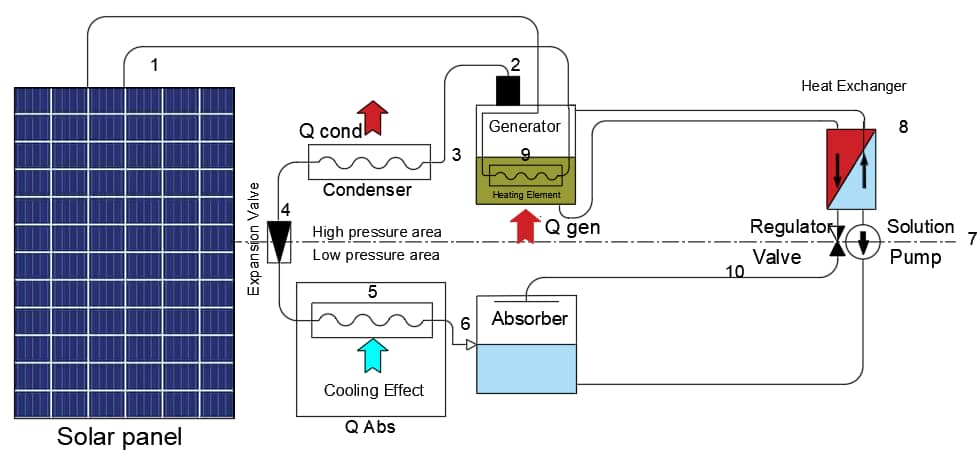 1
2
Heat Exchanger
8
Generator
Q cond
3
9
Condenser
Heating Element
4
Expansion Valve
Q gen
High pressure area
Low pressure area
Regulator
Valve
Solution
Pump
7
10
5
6
Absorber
Cooling Effect
Q Abs
Solar panel